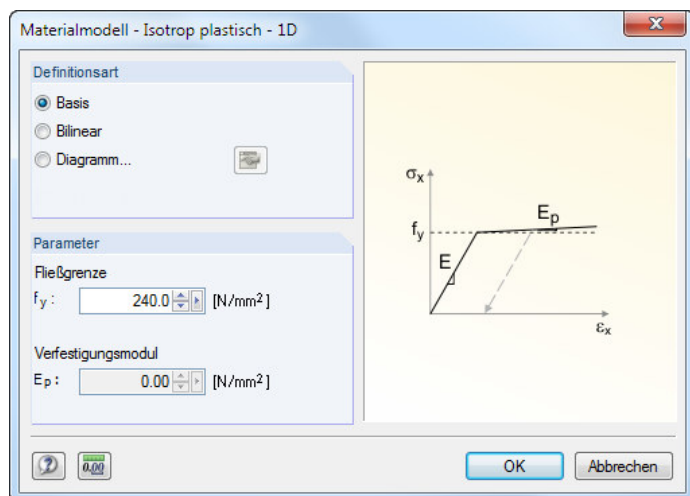 Materialmodell - Isotrop plastisch - 1D
Definitionsart
Basis
Bilinear
Diagramm...
Parameter
Fließgrenze
fy : 240.0 [N/mm²]
Verfestigungsmodul
Ep : 0.00 [N/mm²]
σx
fy
Ep
E
εx
0.00
OK
Abbrechen